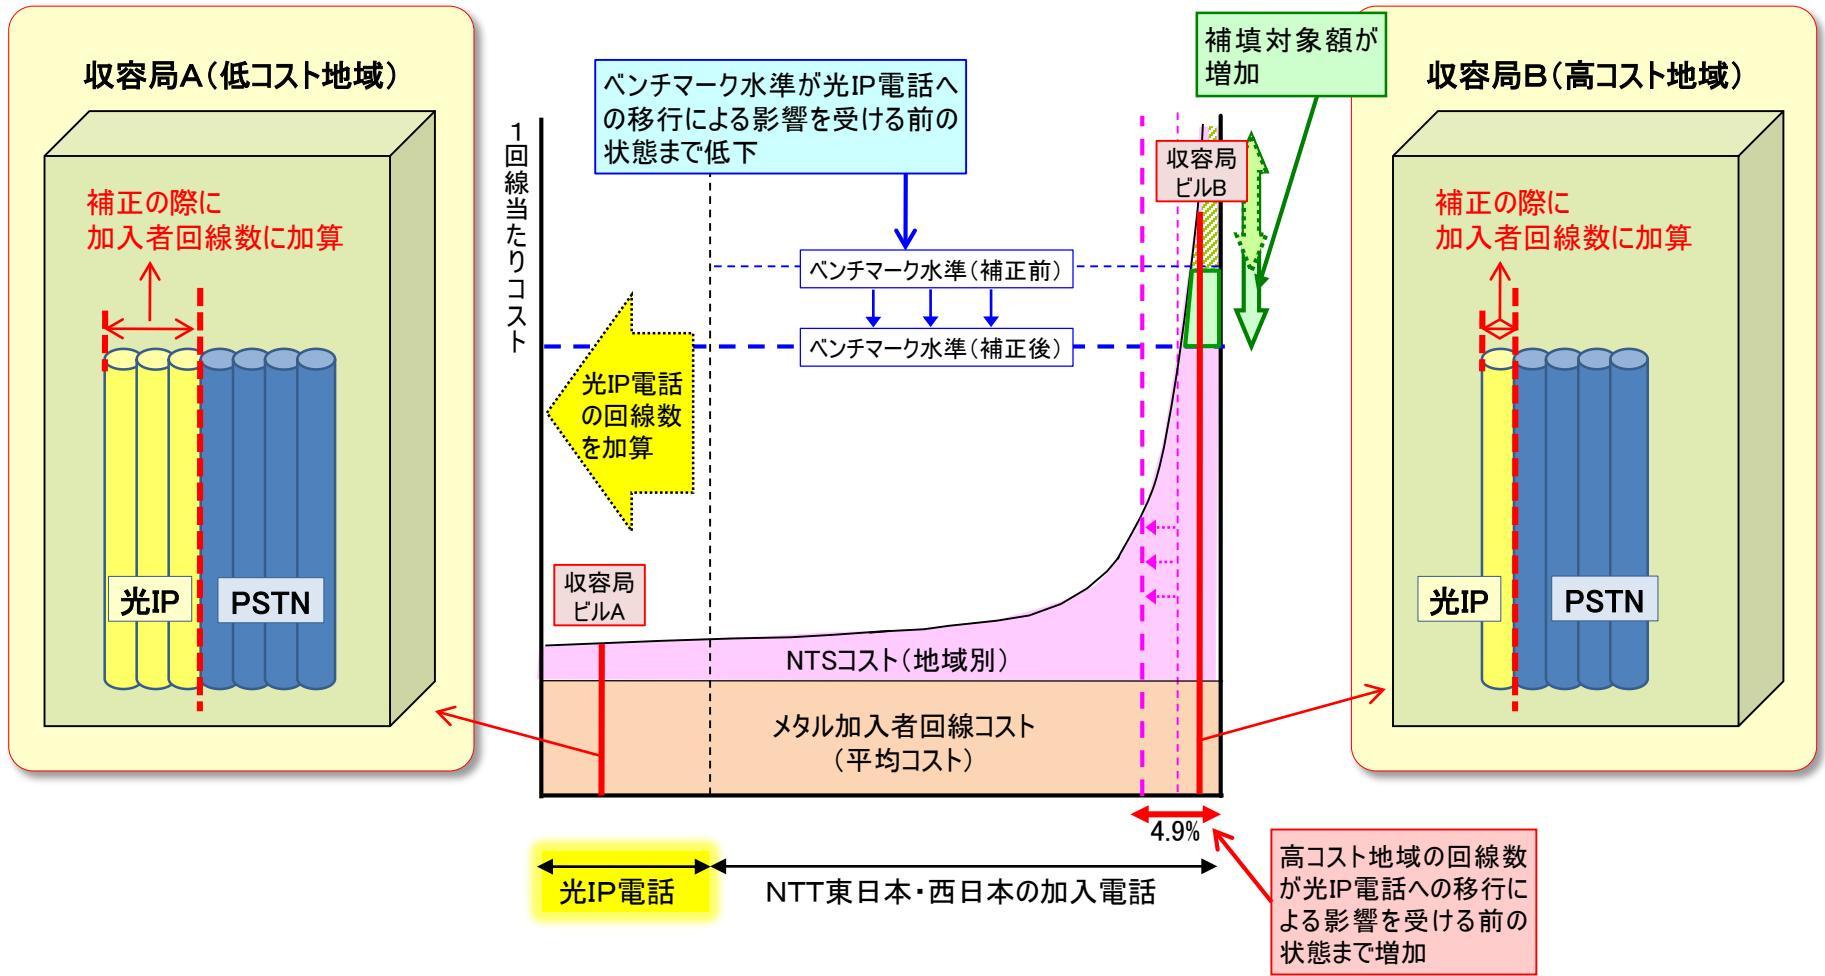 収容局A（低コスト地域）
補正の際に
加入者回線数に加算
光IP
PSTN
１回線当たりコスト
ベンチマーク水準が光IP電話へ
の移行による影響を受ける前の
状態まで低下
ベンチマーク水準（補正前）
ベンチマーク水準（補正後）
光IP電話
の回線数
を加算
収容局
ビルA
収容局
ビルB
補填対象額が
増加
NTSコスト（地域別）
メタル加入者回線コスト
（平均コスト）
4.9%
光IP電話
NTT東日本・西日本の加入電話
高コスト地域の回線数
が光IP電話への移行に
よる影響を受ける前の
状態まで増加
収容局B（高コスト地域）
補正の際に
加入者回線数に加算
光IP
PSTN